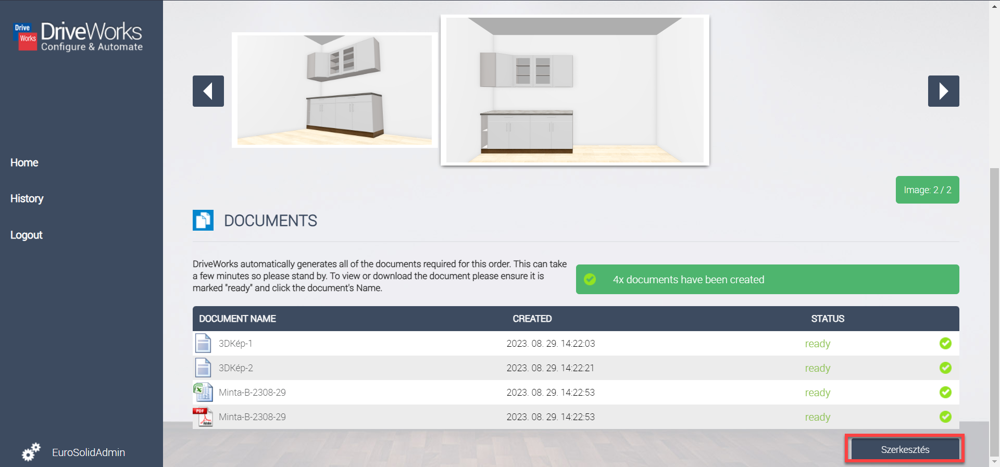 Drive
Works
DriveWorks
Configure & Automate
Home
History
Logout
EuroSolidAdmin
Image: 2 / 2
DOCUMENTS
DriveWorks automatically generates all of the documents required for this order. This can take
a few minutes so please stand by. To view or download the document please ensure it is
marked "ready" and click the document's Name.
4x documents have been created
DOCUMENT NAME CREATED STATUS
3DKép-1 2023. 08. 29. 14:22:03 ready
3DKép-2 2023. 08. 29. 14:22:21 ready
Minta-B-2308-29 2023. 08. 29. 14:22:53 ready
PDF
Adobe
Minta-B-2308-29 2023. 08. 29. 14:22:53 ready
Szerkesztés